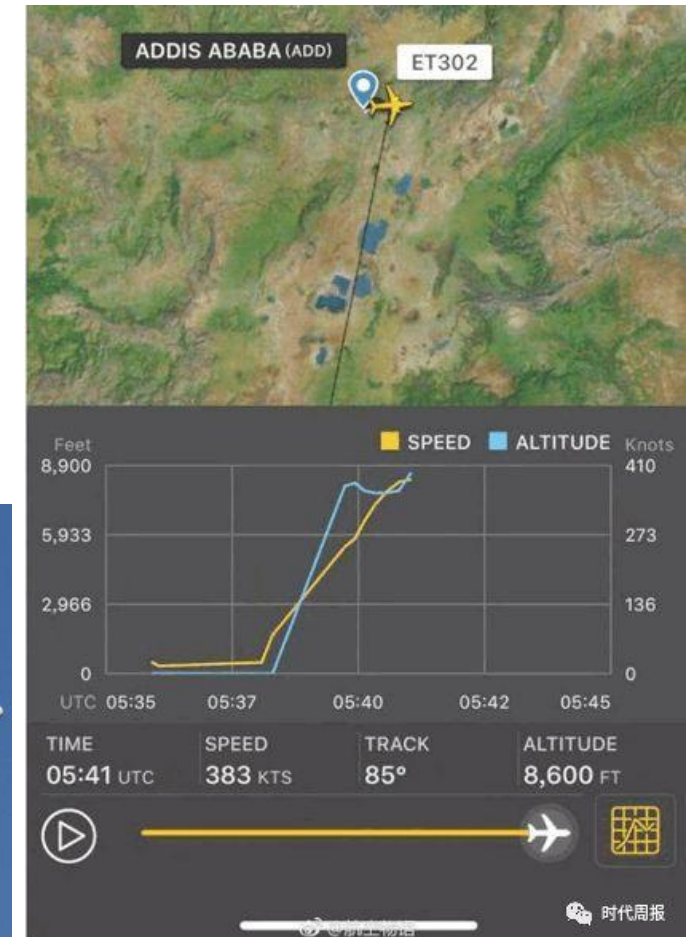 ADDIS ABABA (ADD)
ET302
Feet SPEED ALTITUDE Knots
8,900 410
5,933 273
2,966 136
0 0
UTC 05:35 05:37 05:40 05:42 05:45
TIME SPEED TRACK ALTITUDE
05:41 UTC 383 KTS 85° 8,600 FT
时代周报